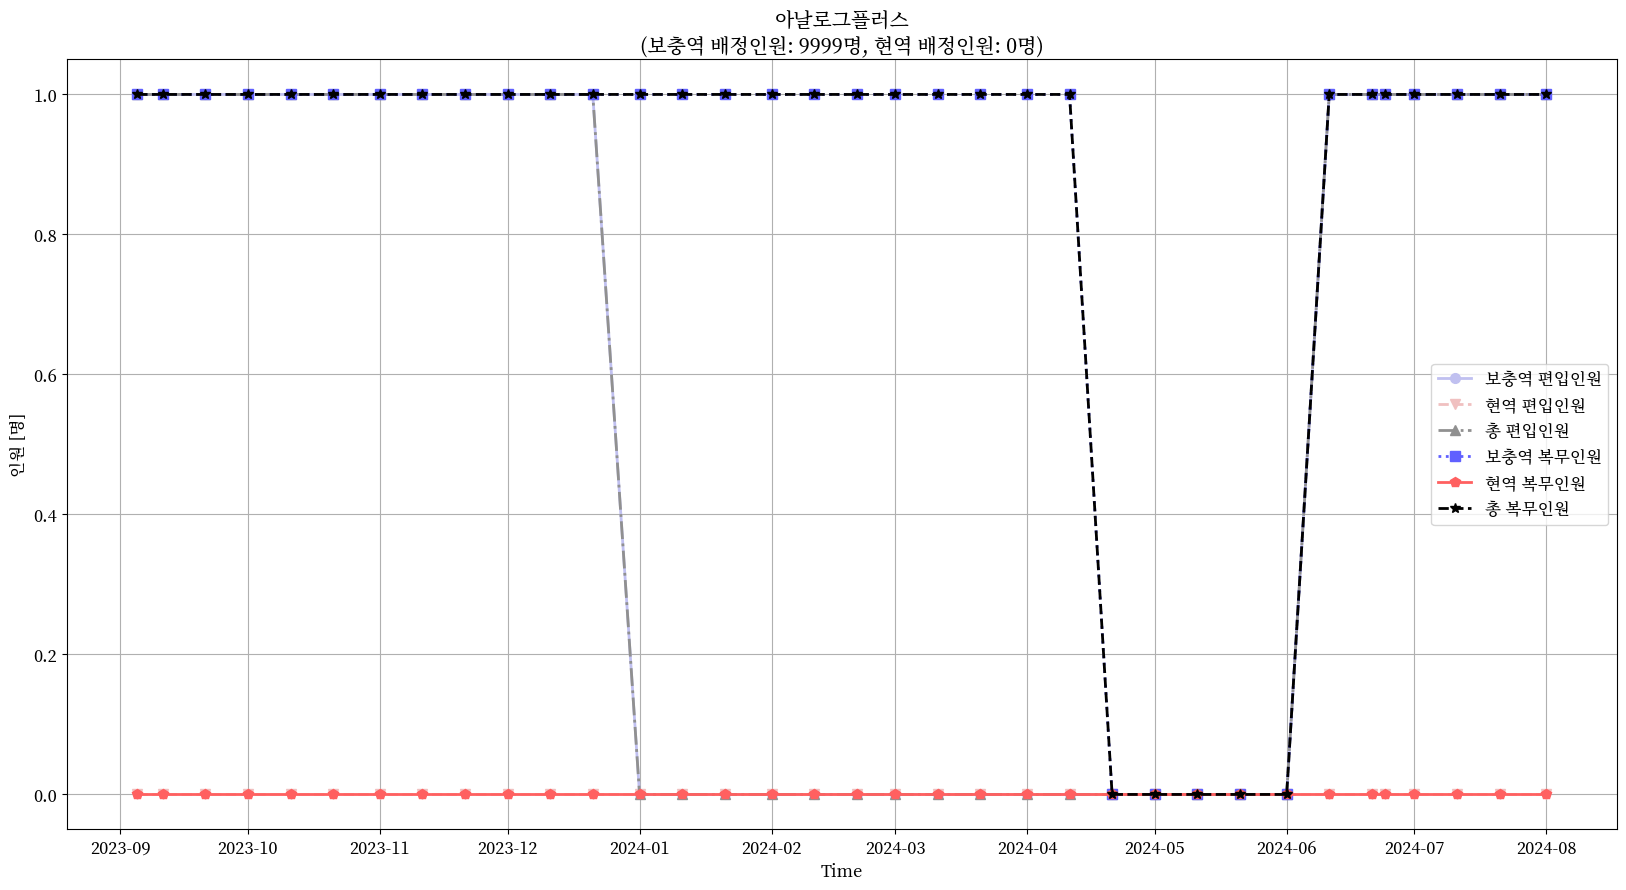 아날로그플러스
(보충역 배정인원: 9999명, 현역 배정인원: 0명)
1.0
0.8
0.6
0.4
0.2
0.0
인원 [명]
보충역 편입인원
현역 편입인원
총 편입인원
보충역 복무인원
현역 복무인원
총 복무인원
2023-09 2023-10 2023-11 2023-12 2024-01 2024-02 2024-03 2024-04 2024-05 2024-06 2024-07 2024-08
Time